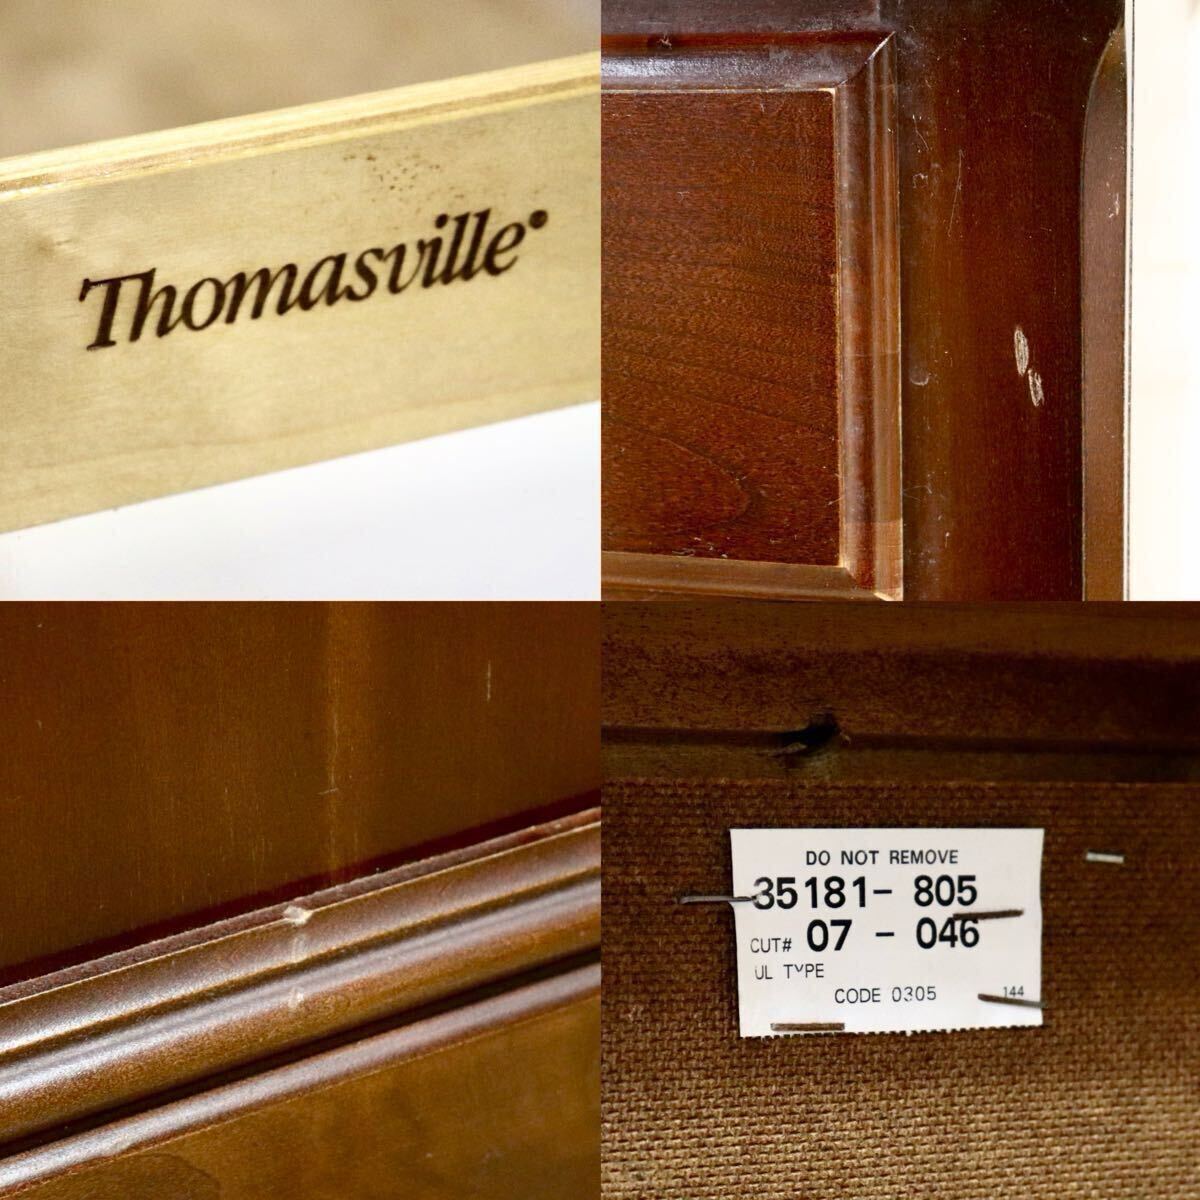 Thomasville®
DO NOT REMOVE
35181- 805
CUT# 07 - 046
UL TYPE
CODE 0305
144